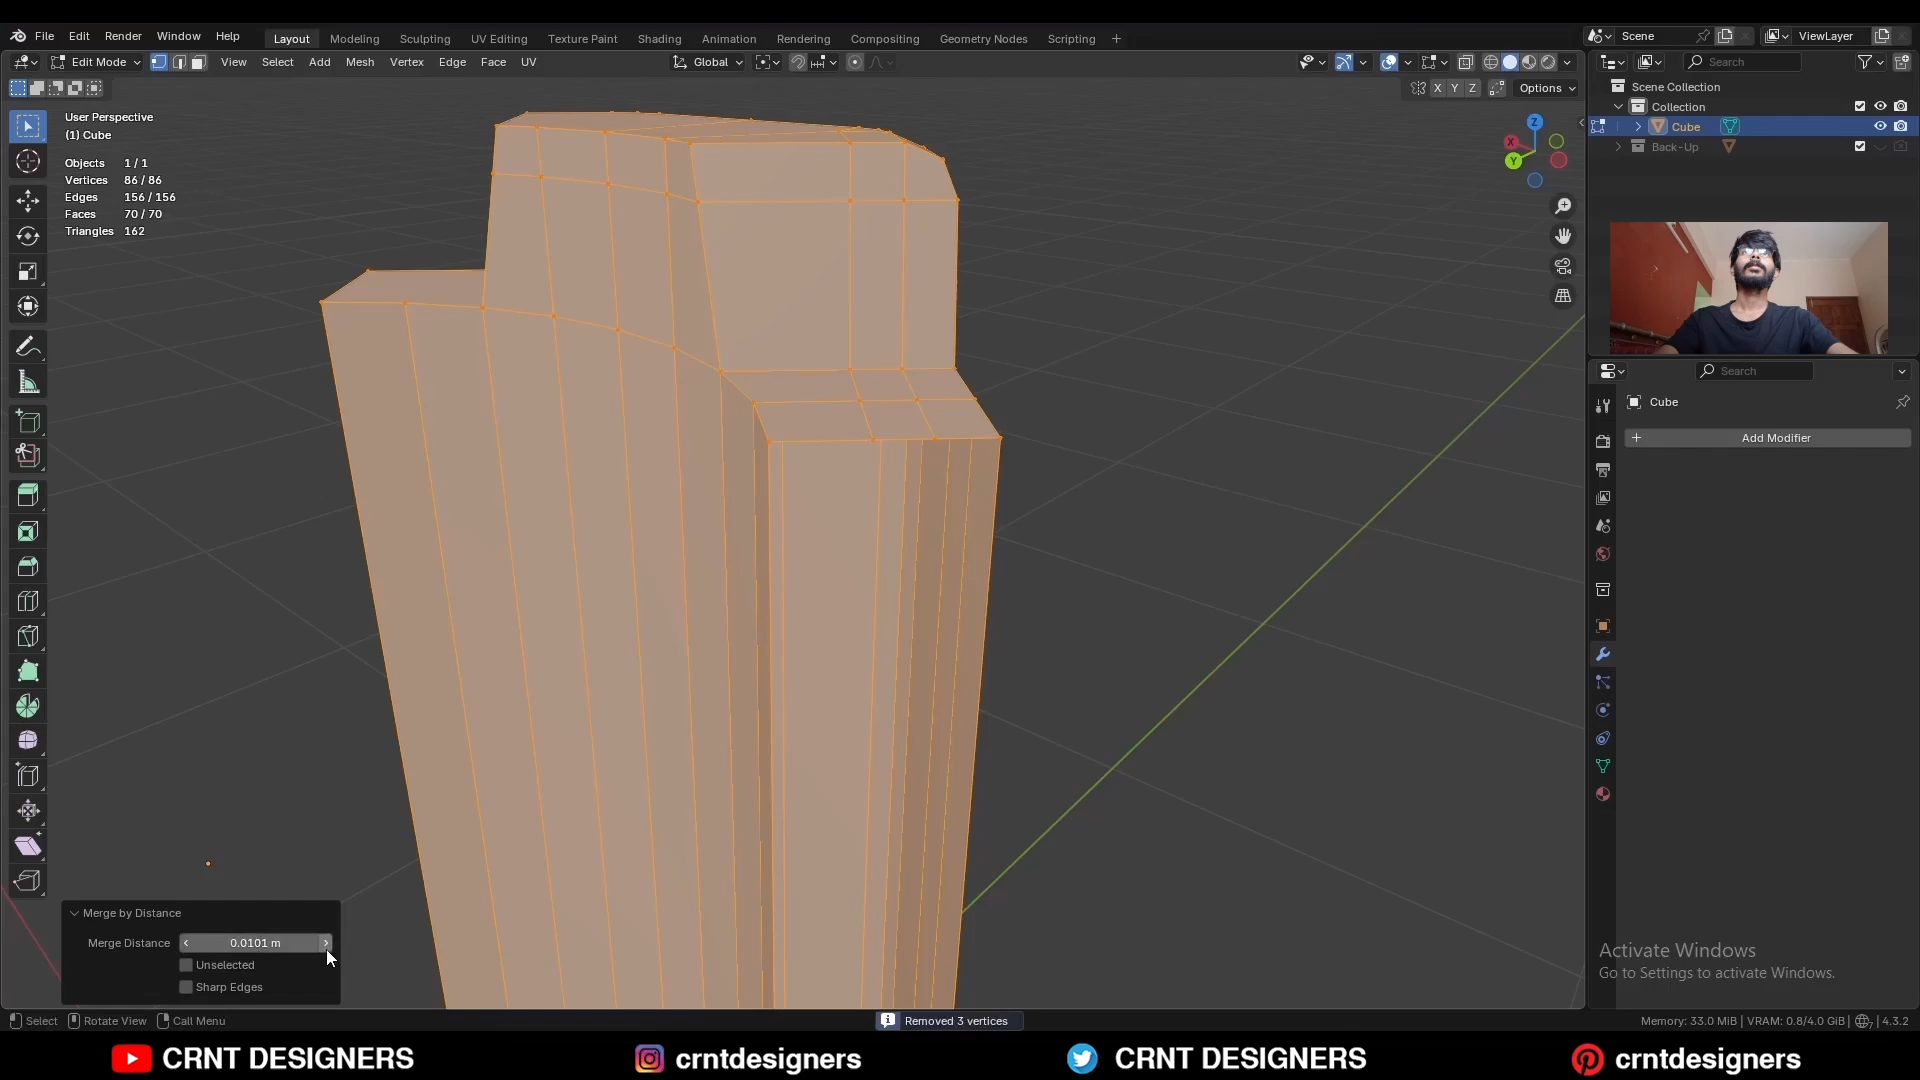 File Edit Render Window Help Layout Modeling Sculpting UV Editing Texture Paint Shading Animation Rendering Compositing Geometry Nodes Scripting + Scene ViewLayer
Edit Mode View Select Add Mesh Vertex Edge Face UV Global Search
X Y Z Options
Scene Collection
Collection
Cube
Back-Up
User Perspective
(1) Cube
Objects 1 / 1
Vertices 86 / 86
Edges 156 / 156
Faces 70 / 70
Triangles 162
Z
X
Y
Search
Cube
+ Add Modifier
Merge by Distance
Merge Distance 0.0101 m
Unselected
Sharp Edges
Activate Windows
Go to Settings to activate Windows.
Select Rotate View Call Menu Removed 3 vertices Memory: 33.0 MiB | VRAM: 0.8/4.0 GiB | 7 | 4.3.2
CRNT DESIGNERS crntdesigners CRNT DESIGNERS crntdesigners